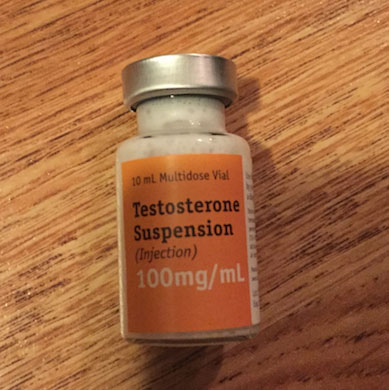 10 mL Multidose Vial
Testosterone
Suspension
(Injection)
100mg/mL